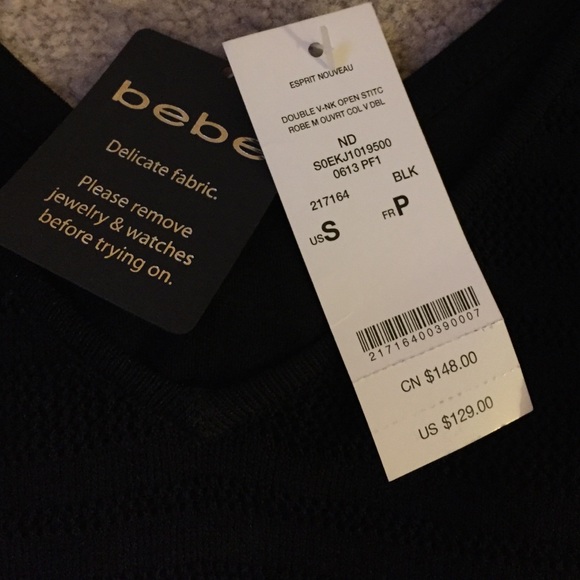 bebe
Delicate fabric.
Please remove
jewelry & watches
before trying on.
ESPRIT NOUVEAU
DOUBLE V-NK OPEN STITC
ROBE M OUVRT COL V DBL
ND
S0EKJ1019500
0613 PF1
217164 BLK
US S FR P
21716400390007
CN $148.00
US $129.00